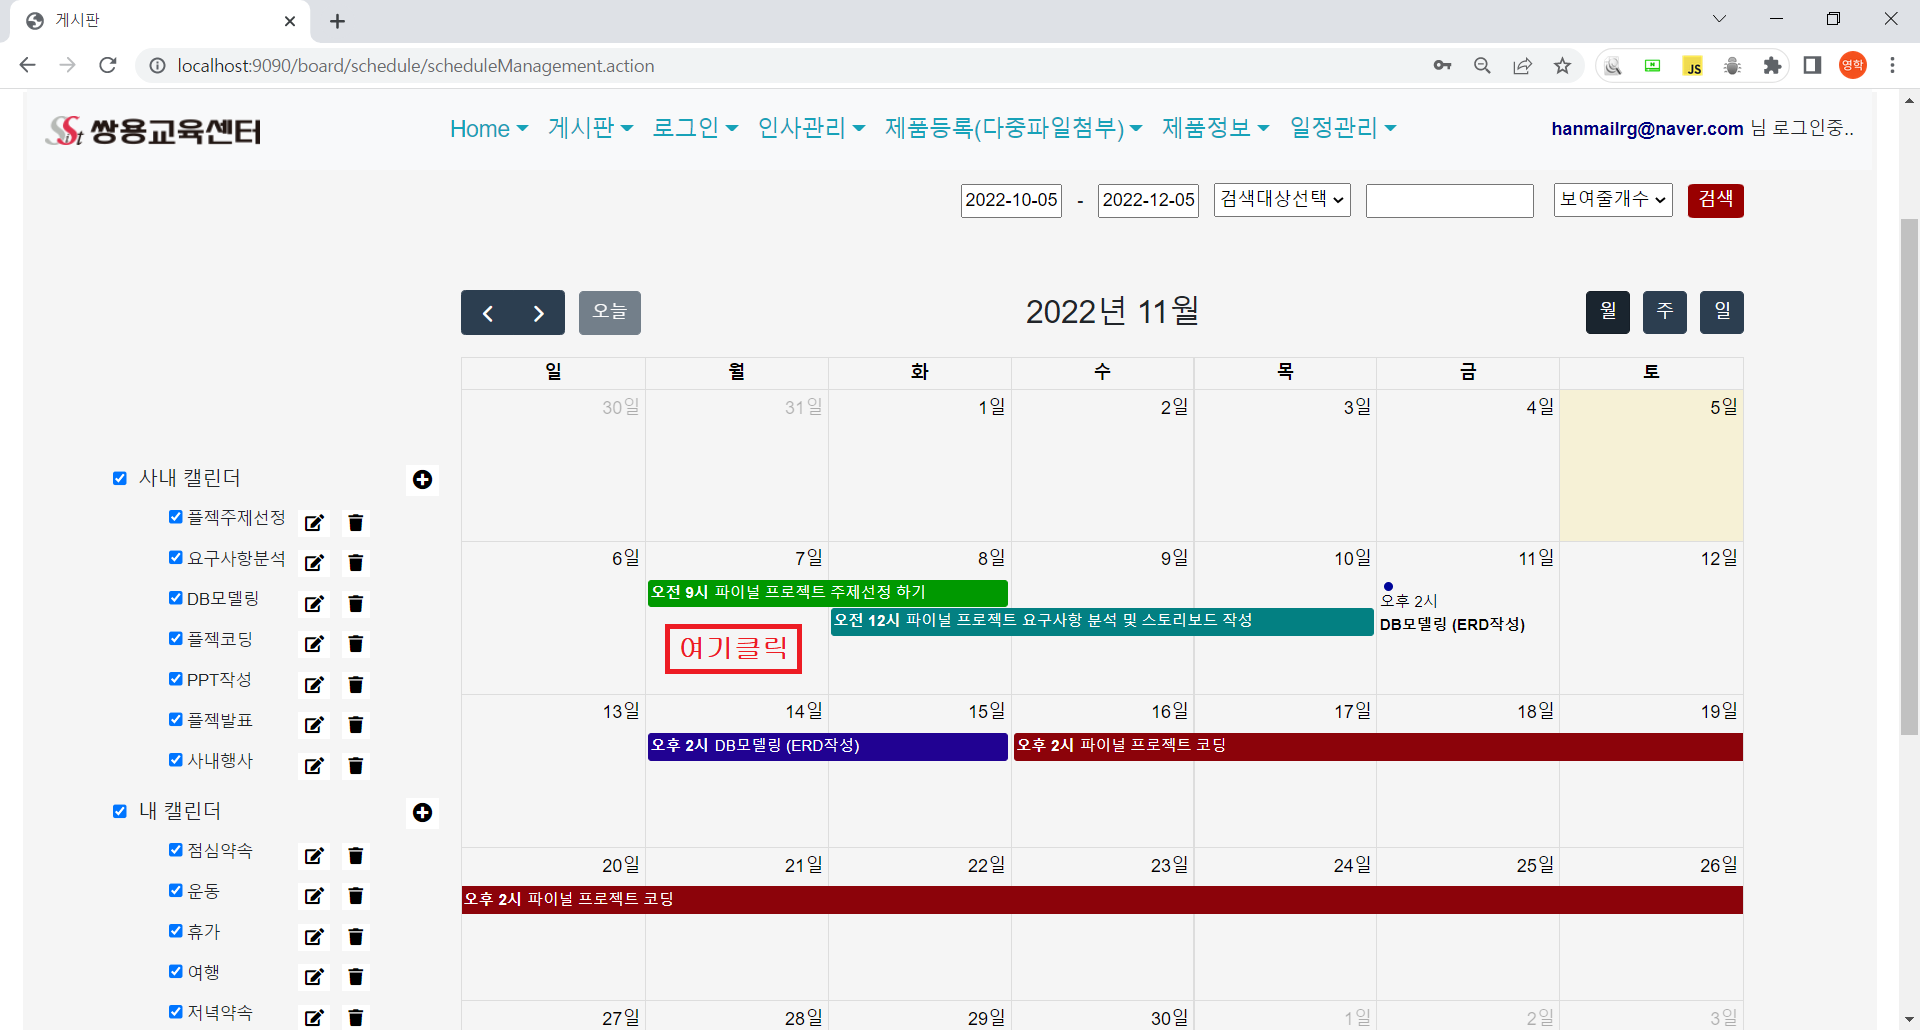 게시판
localhost:9090/board/schedule/scheduleManagement.action
JS
영학
Sist 쌍용교육센터
Home 게시판 로그인 인사관리 제품등록(다중파일첨부) 제품정보 일정관리
hanmailrg@naver.com 님 로그인중..
2022-10-05 - 2022-12-05 검색대상선택 보여줄개수 검색
오늘
2022년 11월
월 주 일
일 월 화 수 목 금 토
30일 31일 1일 2일 3일 4일 5일
사내 캘린더
플젝주제선정
요구사항분석
DB모델링
플젝코딩
PPT작성
플젝발표
사내행사
내 캘린더
점심약속
운동
휴가
여행
저녁약속
6일 7일 8일 9일 10일 11일 12일
오전 9시 파이널 프로젝트 주제선정 하기
오전 12시 파이널 프로젝트 요구사항 분석 및 스토리보드 작성
오후 2시
DB모델링 (ERD작성)
여기클릭
13일 14일 15일 16일 17일 18일 19일
오후 2시 DB모델링 (ERD작성)
오후 2시 파이널 프로젝트 코딩
20일 21일 22일 23일 24일 25일 26일
오후 2시 파이널 프로젝트 코딩
27일 28일 29일 30일 1일 2일 3일